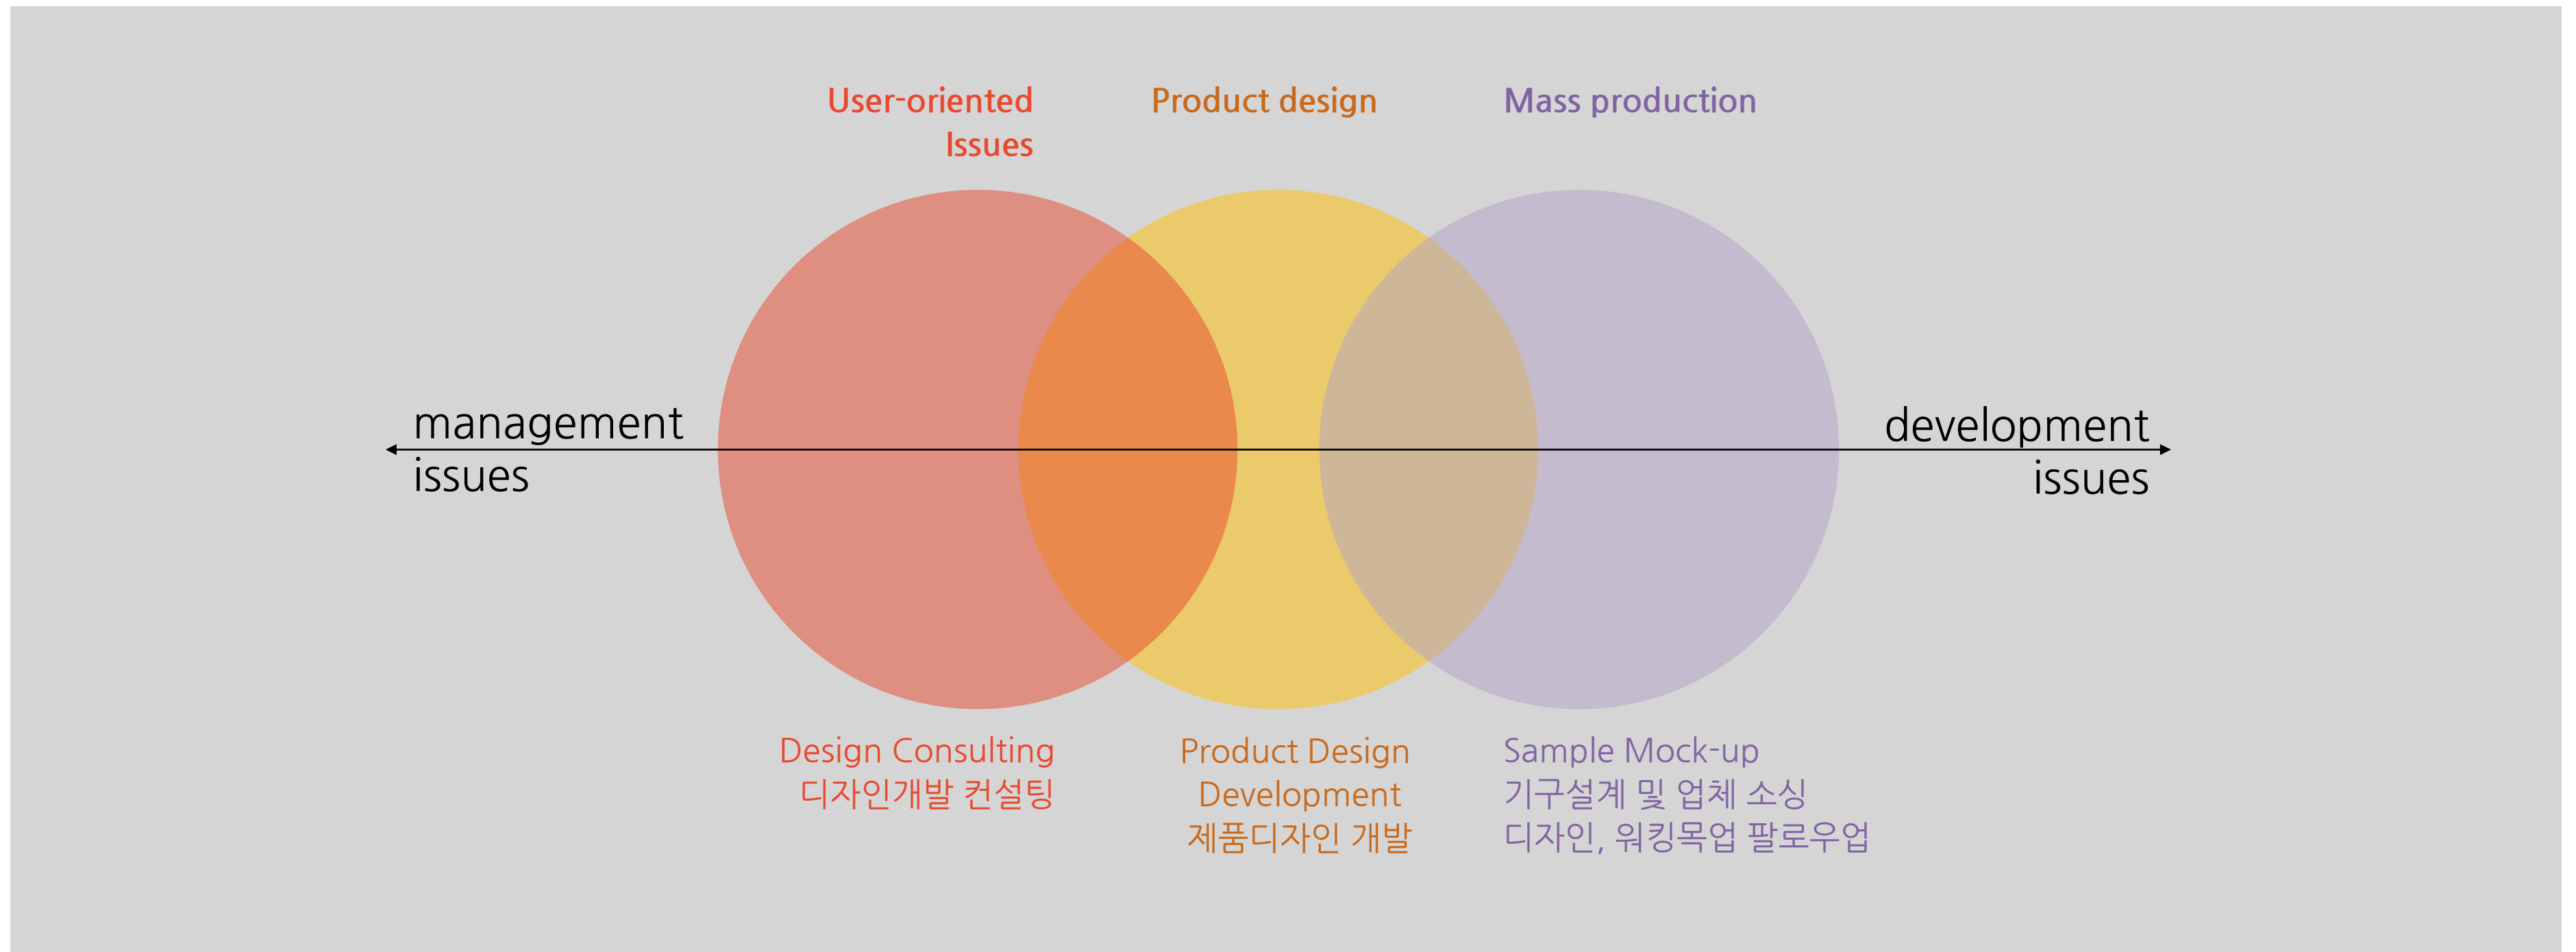 User-oriented
Issues
Product design
Mass production
management
issues
development
issues
Design Consulting
디자인개발 컨설팅
Product Design
Development
제품디자인 개발
Sample Mock-up
기구설계 및 업체 소싱
디자인, 워킹목업 팔로우업